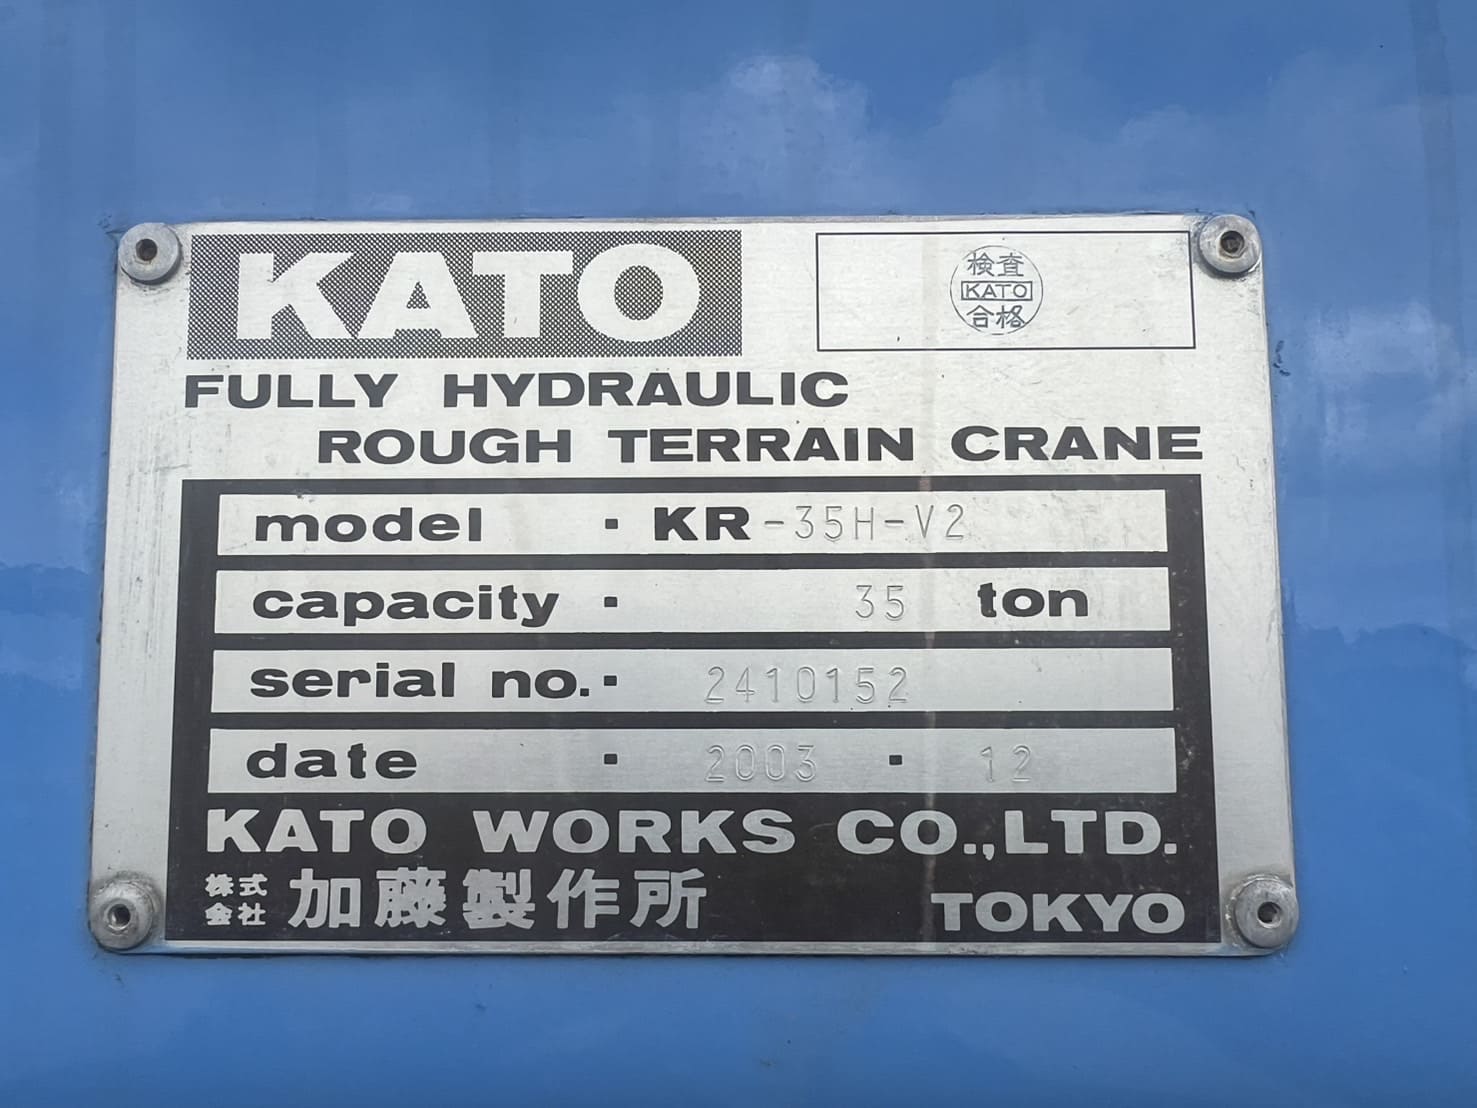 KATO
検査
KATO
合格
FULLY HYDRAULIC
ROUGH TERRAIN CRANE
model · KR-35H-V2
capacity · 35 ton
serial no.· 2410152
date · 2003 · 12
KATO WORKS CO.,LTD.
株式会社 加藤製作所 TOKYO